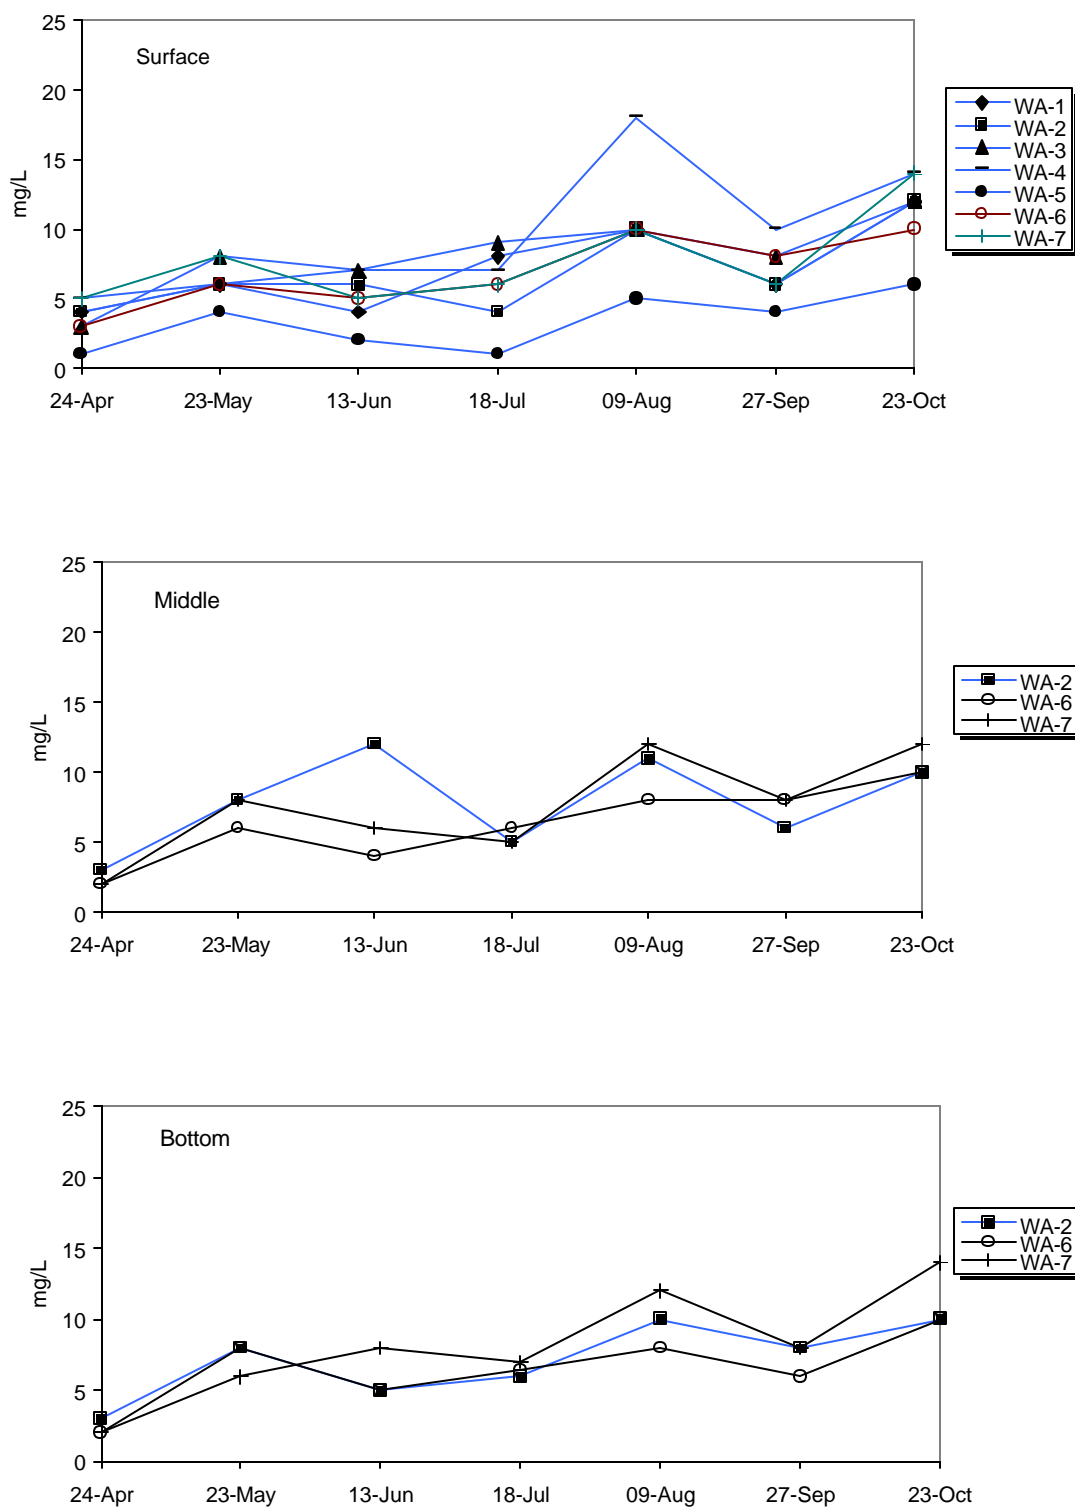 25
Surface
20
15
10
5
0
mg/L
24-Apr 23-May 13-Jun 18-Jul 09-Aug 27-Sep 23-Oct
WA-1
WA-2
WA-3
WA-4
WA-5
WA-6
WA-7
25
Middle
20
15
10
5
0
mg/L
24-Apr 23-May 13-Jun 18-Jul 09-Aug 27-Sep 23-Oct
WA-2
WA-6
WA-7
25
Bottom
20
15
10
5
0
mg/L
24-Apr 23-May 13-Jun 18-Jul 09-Aug 27-Sep 23-Oct
WA-2
WA-6
WA-7